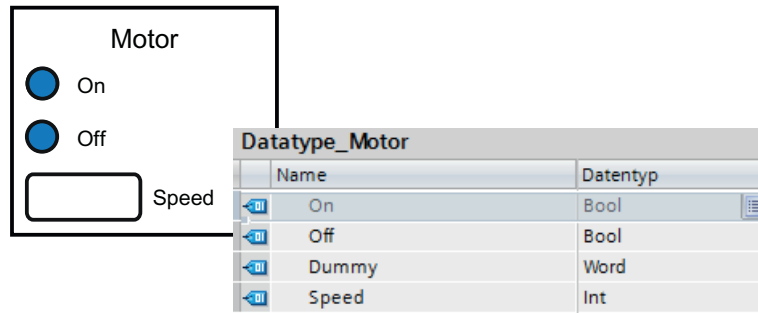 Motor
On
Off
Speed
Datatype_Motor
Name Datentyp
On Bool
Off Bool
Dummy Word
Speed Int